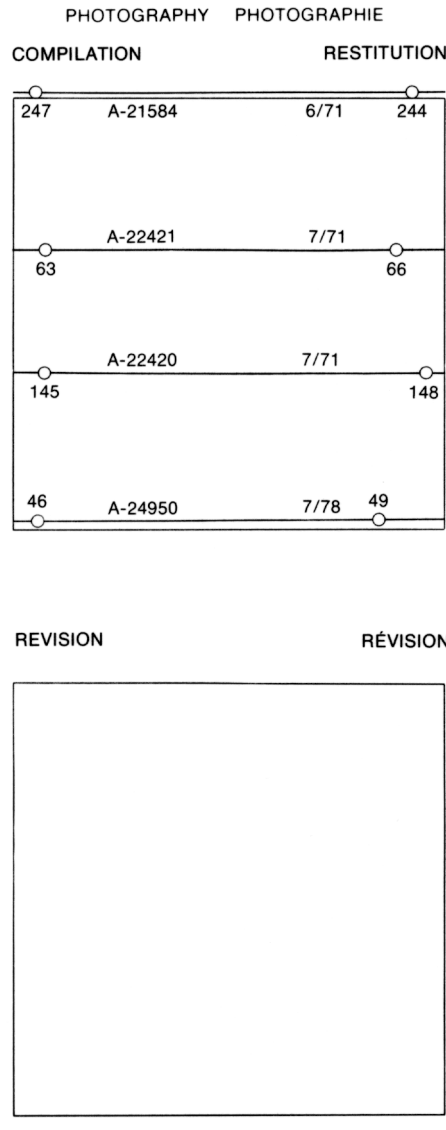 PHOTOGRAPHY PHOTOGRAPHIE
COMPILATION RESTITUTION
247 A-21584 6/71 244
A-22421 7/71
63 66
A-22420 7/71
145 148
46 A-24950 7/78 49
REVISION RÉVISION